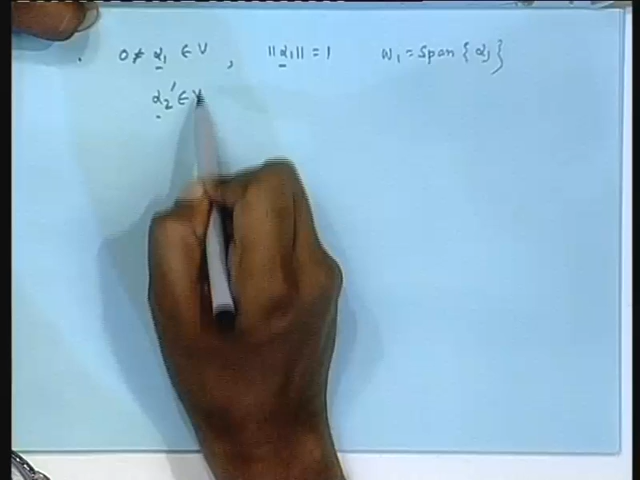 0 ≠ α₁ ∈ V , ||α₁|| = 1 W₁ = Span {α₁}
α₂' ∈ V